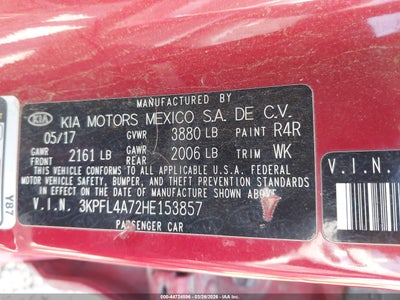 MANUFACTURED BY
KIA KIA MOTORS MEXICO S.A. DE C.V.
05/17 GVWR 3880 LB PAINT R4R
GAWR FRONT 2161 LB GAWR REAR 2006 LB TRIM WK
THIS VEHICLE CONFORMS TO ALL APPLICABLE FEDERAL
MOTOR VEHICLE SAFETY, BUMPER, AND THEFT PREVENTION STANDARDS
IN EFFECT ON THE DATE OF MANUFACTURE SHOWN ABOVE.
V.I.N. 3KPFL4A72HE153857
PASSENGER CAR
V.I.N.
Y87